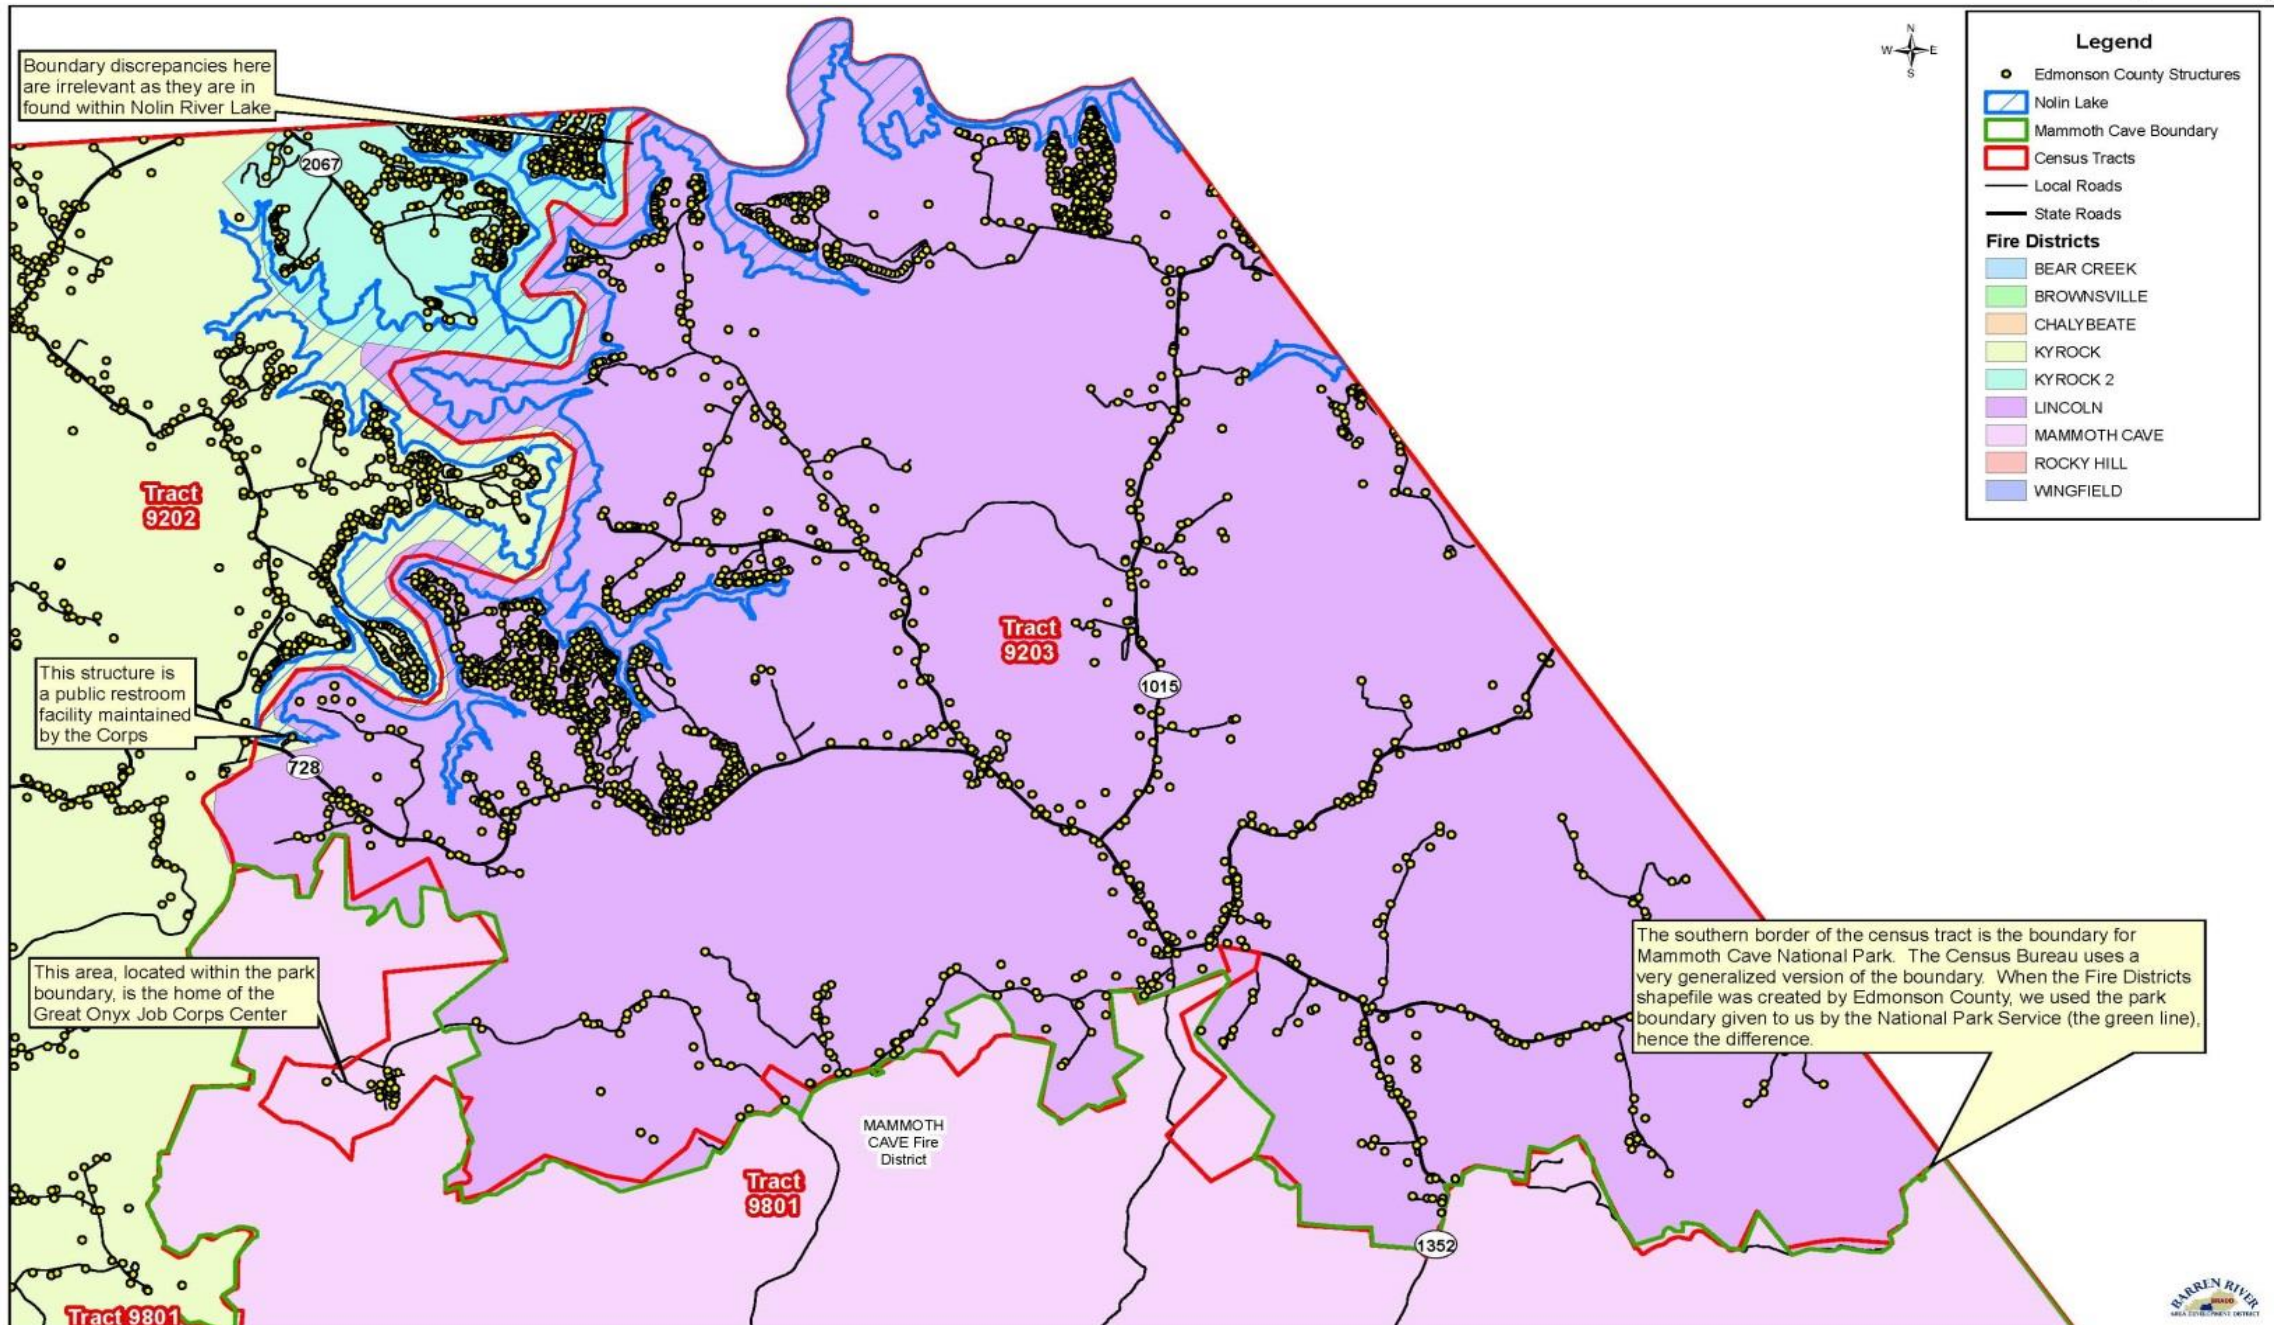 Boundary discrepancies here
are irrelevant as they are in
found within Nolin River Lake
N
W E
S
Legend
Edmonson County Structures
Nolin Lake
Mammoth Cave Boundary
Census Tracts
Local Roads
State Roads
Fire Districts
BEAR CREEK
BROWNSVILLE
CHALYBEATE
KYROCK
KYROCK 2
LINCOLN
MAMMOTH CAVE
ROCKY HILL
WINGFIELD
2067
Tract
9202
Tract
9203
1015
This structure is
a public restroom
facility maintained
by the Corps
728
This area, located within the park
boundary, is the home of the
Great Onyx Job Corps Center
The southern border of the census tract is the boundary for
Mammoth Cave National Park. The Census Bureau uses a
very generalized version of the boundary. When the Fire Districts
shapefile was created by Edmonson County, we used the park
boundary given to us by the National Park Service (the green line),
hence the difference.
MAMMOTH
CAVE Fire
District
Tract
9801
1352
Tract 9801
BARREN RIVER
BRADD
AREA DEVELOPMENT DISTRICT